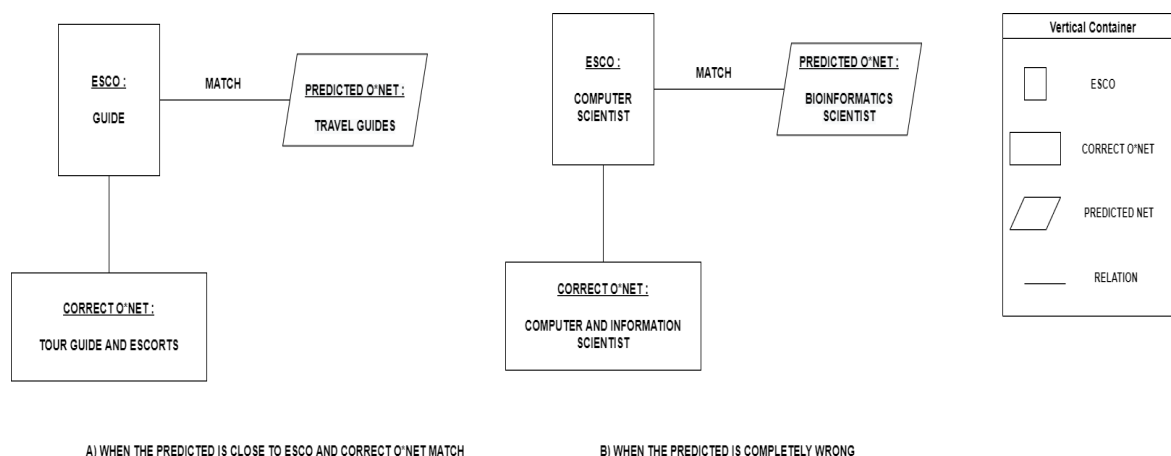 ESCO :
GUIDE
MATCH
PREDICTED O*NET :
TRAVEL GUIDES
CORRECT O*NET :
TOUR GUIDE AND ESCORTS
A) WHEN THE PREDICTED IS CLOSE TO ESCO AND CORRECT O*NET MATCH
ESCO :
COMPUTER
SCIENTIST
MATCH
PREDICTED O*NET :
BIOINFORMATICS
SCIENTIST
CORRECT O*NET :
COMPUTER AND INFORMATION
SCIENTIST
B) WHEN THE PREDICTED IS COMPLETELY WRONG
Vertical Container
ESCO
CORRECT O*NET
PREDICTED NET
RELATION